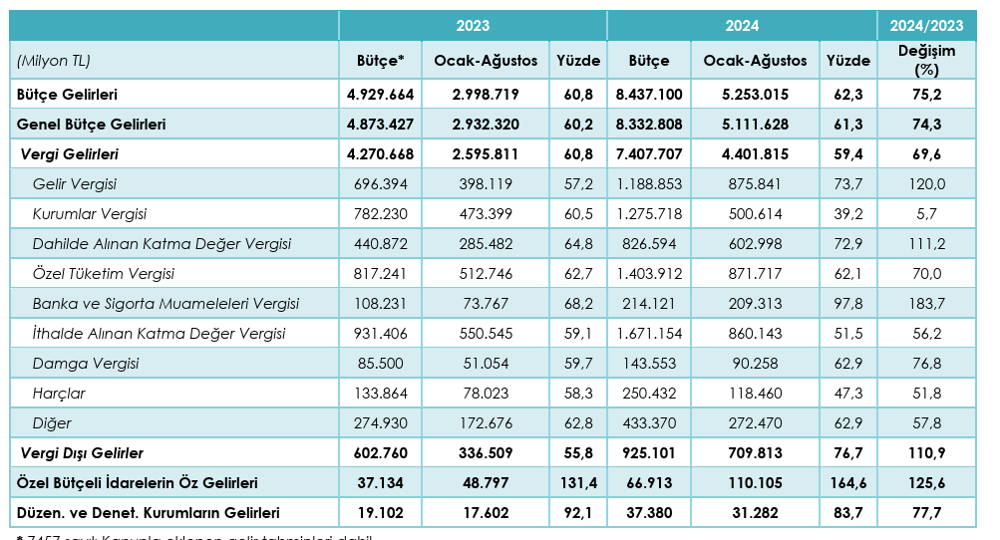 2023 2024 2024/2023
(Milyon TL) Bütçe* Ocak-Ağustos Yüzde Bütçe Ocak-Ağustos Yüzde Değişim (%)
Bütçe Gelirleri 4.929.664 2.998.719 60,8 8.437.100 5.253.015 62,3 75,2
Genel Bütçe Gelirleri 4.873.427 2.932.320 60,2 8.332.808 5.111.628 61,3 74,3
Vergi Gelirleri 4.270.668 2.595.811 60,8 7.407.707 4.401.815 59,4 69,6
Gelir Vergisi 696.394 398.119 57,2 1.188.853 875.841 73,7 120,0
Kurumlar Vergisi 782.230 473.399 60,5 1.275.718 500.614 39,2 5,7
Dahilde Alınan Katma Değer Vergisi 440.872 285.482 64,8 826.594 602.998 72,9 111,2
Özel Tüketim Vergisi 817.241 512.746 62,7 1.403.912 871.717 62,1 70,0
Banka ve Sigorta Muameleleri Vergisi 108.231 73.767 68,2 214.121 209.313 97,8 183,7
İthalde Alınan Katma Değer Vergisi 931.406 550.545 59,1 1.671.154 860.143 51,5 56,2
Damga Vergisi 85.500 51.054 59,7 143.553 90.258 62,9 76,8
Harçlar 133.864 78.023 58,3 250.432 118.460 47,3 51,8
Diğer 274.930 172.676 62,8 433.370 272.470 62,9 57,8
Vergi Dışı Gelirler 602.760 336.509 55,8 925.101 709.813 76,7 110,9
Özel Bütçeli İdarelerin Öz Gelirleri 37.134 48.797 131,4 66.913 110.105 164,6 125,6
Düzen. ve Denet. Kurumların Gelirleri 19.102 17.602 92,1 37.380 31.282 83,7 77,7
* 7457 sayılı Kanunla eklenen gelir tahminleri dahil